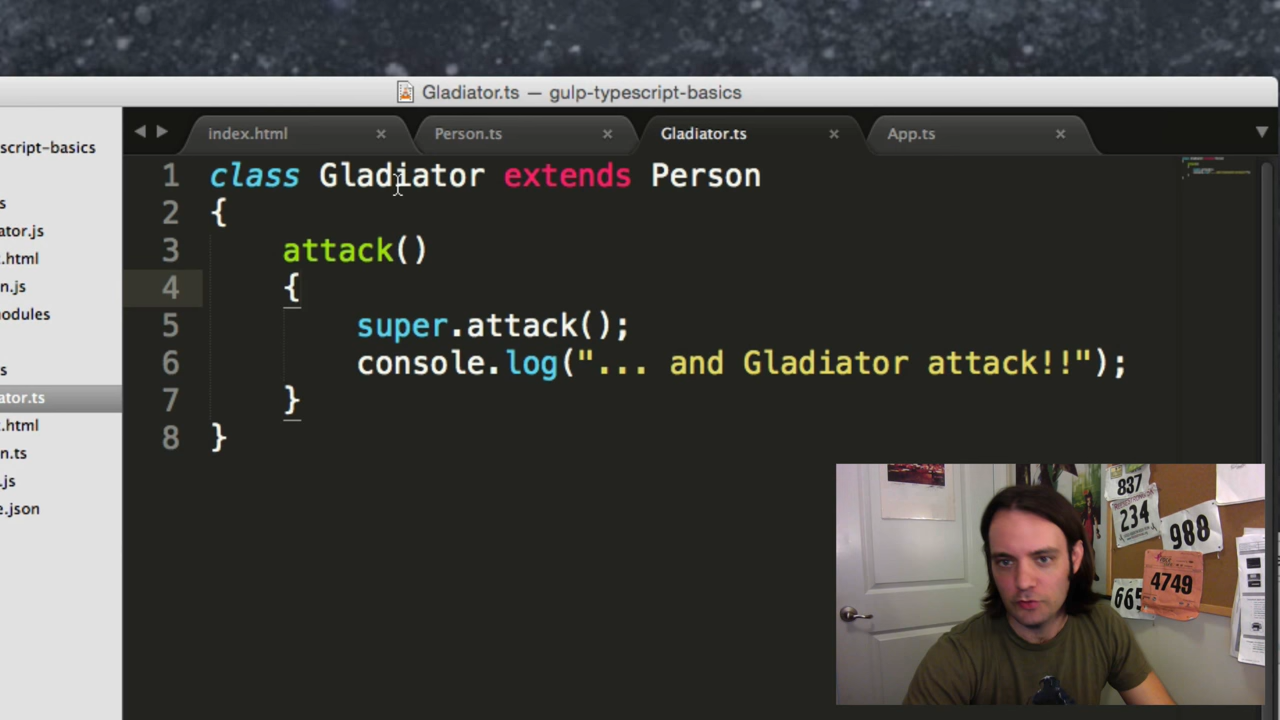 Gladiator.ts — gulp-typescript-basics
index.html Person.ts Gladiator.ts App.ts
script-basics
s
ator.js
.html
n.js
nodules
s
ator.ts
.html
n.ts
.js
e.json
1 class Gladiator extends Person
2 {
3 attack()
4 {
5 super.attack();
6 console.log("... and Gladiator attack!!");
7 }
8 }
837
234
988
4749
665